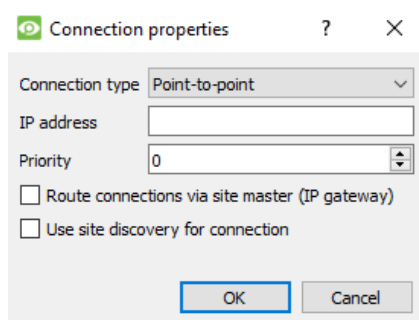 Connection properties ?
Connection type Point-to-point
IP address
Priority 0
Route connections via site master (IP gateway)
Use site discovery for connection
OK Cancel